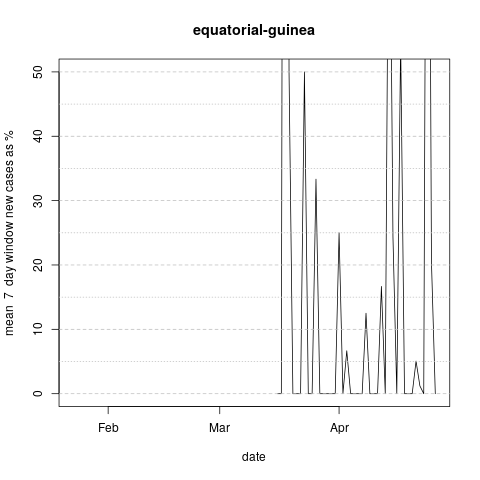 equatorial-guinea
mean  7  day window new cases as %
50
40
30
20
10
0
Feb
Mar
Apr
date